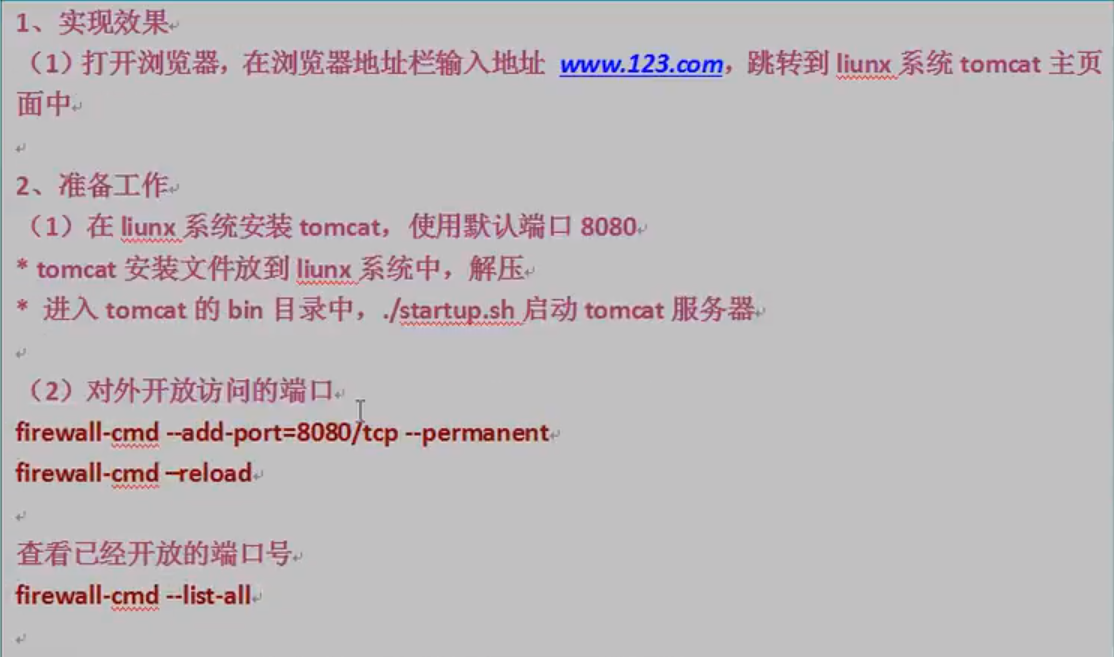 1、实现效果
（1）打开浏览器，在浏览器地址栏输入地址 www.123.com，跳转到 liunx 系统 tomcat 主页
面中
2、准备工作
（1）在 liunx 系统安装 tomcat，使用默认端口 8080
* tomcat 安装文件放到 liunx 系统中，解压
* 进入 tomcat 的 bin 目录中，./startup.sh 启动 tomcat 服务器
（2）对外开放访问的端口
firewall-cmd --add-port=8080/tcp --permanent
firewall-cmd –reload
查看已经开放的端口号
firewall-cmd --list-all